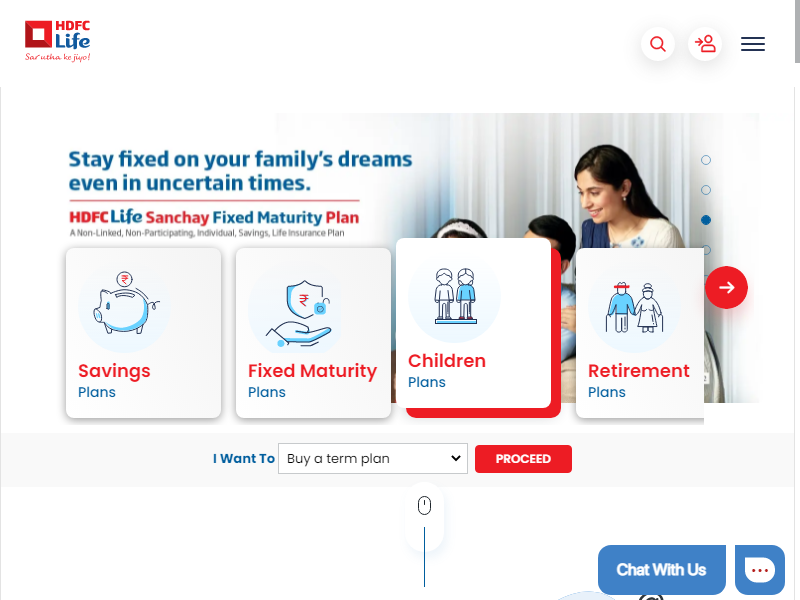 HDFC
Life
Sar utha ke jiyo!
Stay fixed on your family's dreams
even in uncertain times.
HDFC Life Sanchay Fixed Maturity Plan
A Non-Linked, Non-Participating, Individual, Savings, Life Insurance Plan
Savings
Plans
Fixed Maturity
Plans
Children
Plans
Retirement
Plans
I Want To
Buy a term plan
PROCEED
Chat With Us